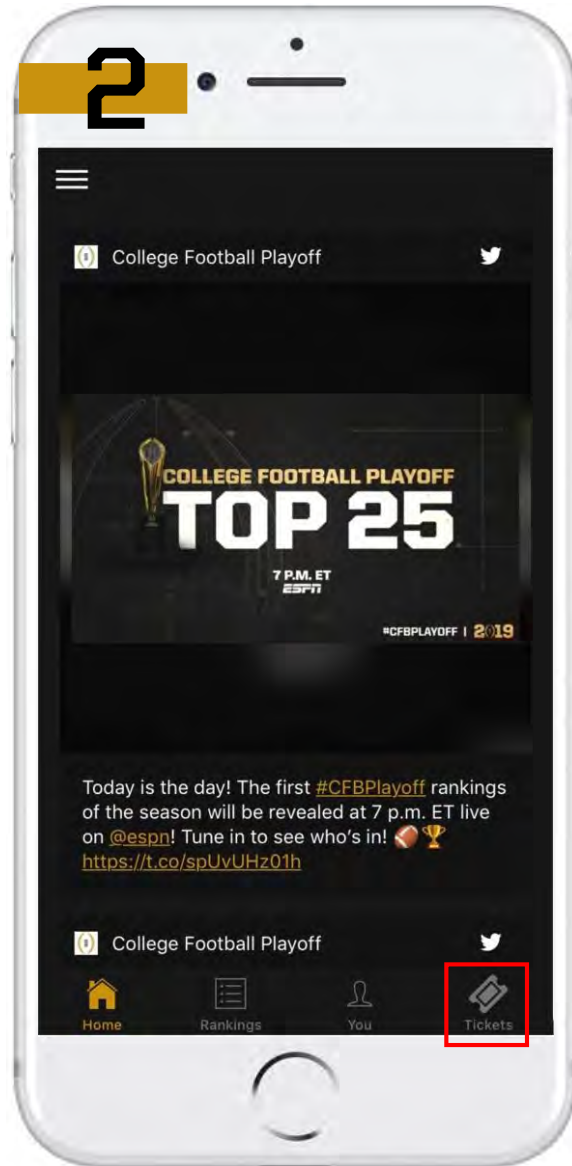 2
College Football Playoff
COLLEGE FOOTBALL PLAYOFF
TOP 25
7 P.M. ET
ESPN
#CFBPLAYOFF | 2019
Today is the day! The first #CFBPlayoff rankings
of the season will be revealed at 7 p.m. ET live
on @espn! Tune in to see who's in! 🏈🏆
https://t.co/spUvUHz01h
College Football Playoff
Home Rankings You Tickets